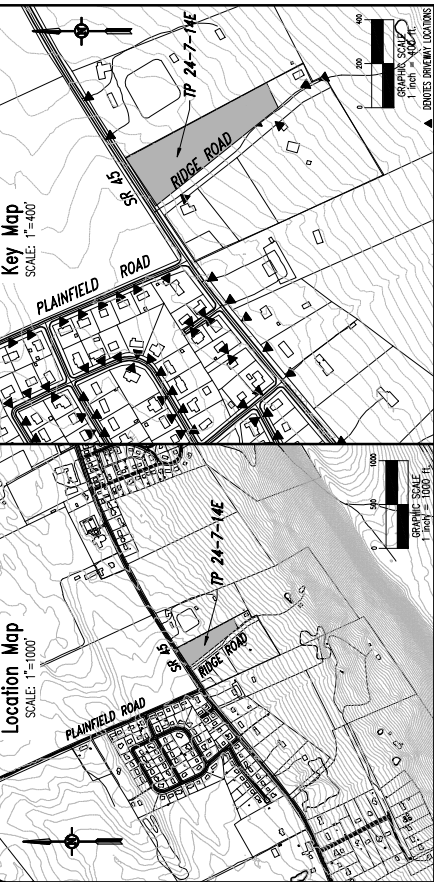 Location Map
SCALE: 1"=1000'
PLAINFIELD ROAD
SR 45
RIDGE ROAD
TP 24-7-14E
0
500
1000
GRAPHIC SCALE
1 inch = 1000 ft.
Key Map
SCALE: 1"=400'
PLAINFIELD ROAD
SR 45
RIDGE ROAD
TP 24-7-14E
0
200
400
GRAPHIC SCALE
1 inch = 400 ft.
DENOTES DRIVEWAY LOCATIONS